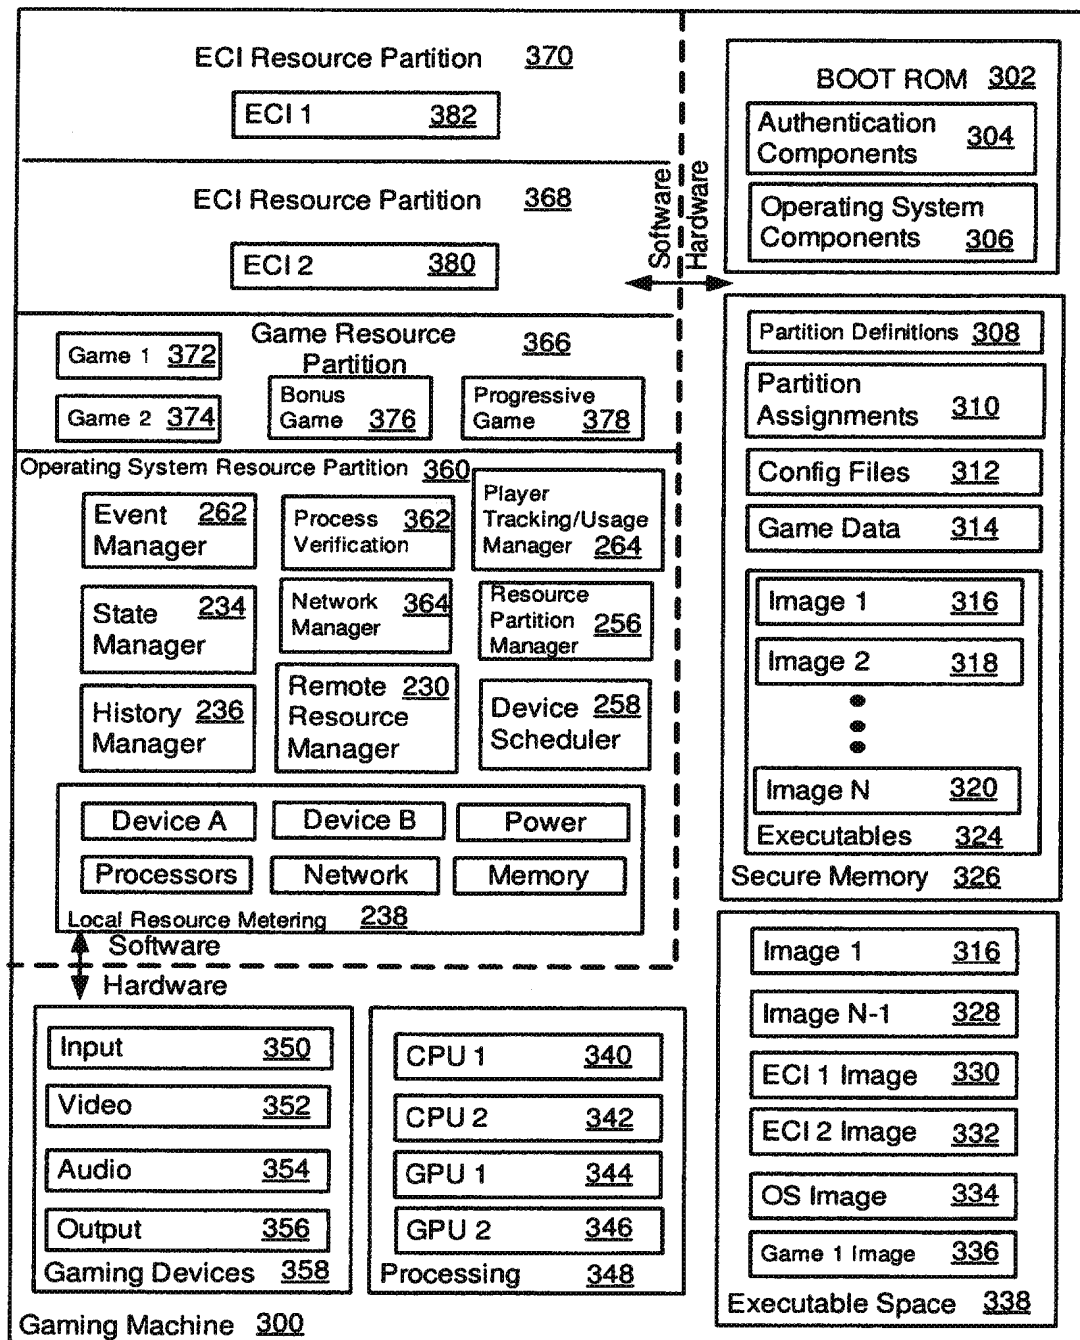 ECI Resource Partition 370
ECI 1 382
ECI Resource Partition 368
ECI 2 380
Software
Hardware
Game Resource
Partition 366
Game 1 372
Game 2 374
Bonus
Game 376
Progressive
Game 378
Operating System Resource Partition 360
Event 262
Manager
Process 362
Verification
Player
Tracking/Usage
Manager 264
State 234
Manager
Network 364
Manager
Resource
Partition 256
Manager
History 236
Manager
Remote 230
Resource
Manager
Device 258
Scheduler
Device A
Device B
Power
Processors
Network
Memory
Local Resource Metering 238
Software
Hardware
Input 350
Video 352
Audio 354
Output 356
Gaming Devices 358
CPU 1 340
CPU 2 342
GPU 1 344
GPU 2 346
Processing 348
Gaming Machine 300
BOOT ROM 302
Authentication
Components 304
Operating System
Components 306
Partition Definitions 308
Partition
Assignments 310
Config Files 312
Game Data 314
Image 1 316
Image 2 318
Image N 320
Executables 324
Secure Memory 326
Image 1 316
Image N-1 328
ECI 1 Image 330
ECI 2 Image 332
OS Image 334
Game 1 Image 336
Executable Space 338